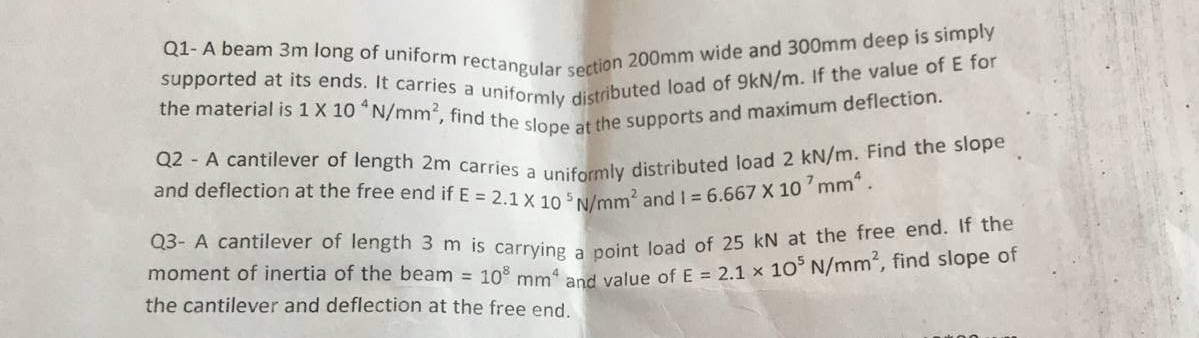 Q1- A beam 3m long of uniform rectangular section 200mm wide and 300mm deep is simply
supported at its ends. It carries a uniformly distributed load of 9kN/m. If the value of E for
the material is 1 X 10 ⁴ N/mm², find the slope at the supports and maximum deflection.
Q2 - A cantilever of length 2m carries a uniformly distributed load 2 kN/m. Find the slope
and deflection at the free end if E = 2.1 X 10 ⁵ N/mm² and I = 6.667 X 10 ⁷ mm⁴ .
Q3- A cantilever of length 3 m is carrying a point load of 25 kN at the free end. If the
moment of inertia of the beam = 10⁸ mm⁴ and value of E = 2.1 × 10⁵ N/mm², find slope of
the cantilever and deflection at the free end.